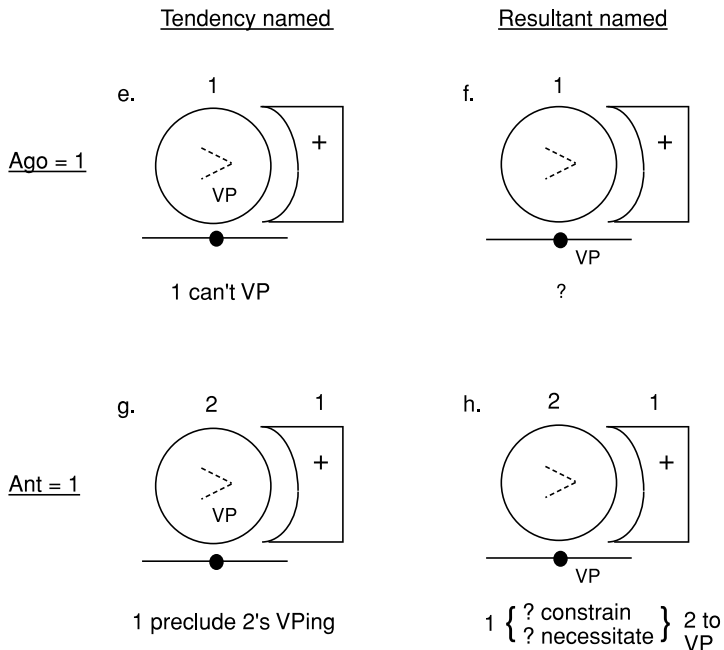 Tendency named Resultant named
e. 1 f. 1
+ +
Ago = 1
VP
VP
1 can't VP ?
g. 2 1 h. 2 1
+ +
Ant = 1
VP
VP
1 preclude 2's VPing 1 { ? constrain } 2 to
? necessitate VP